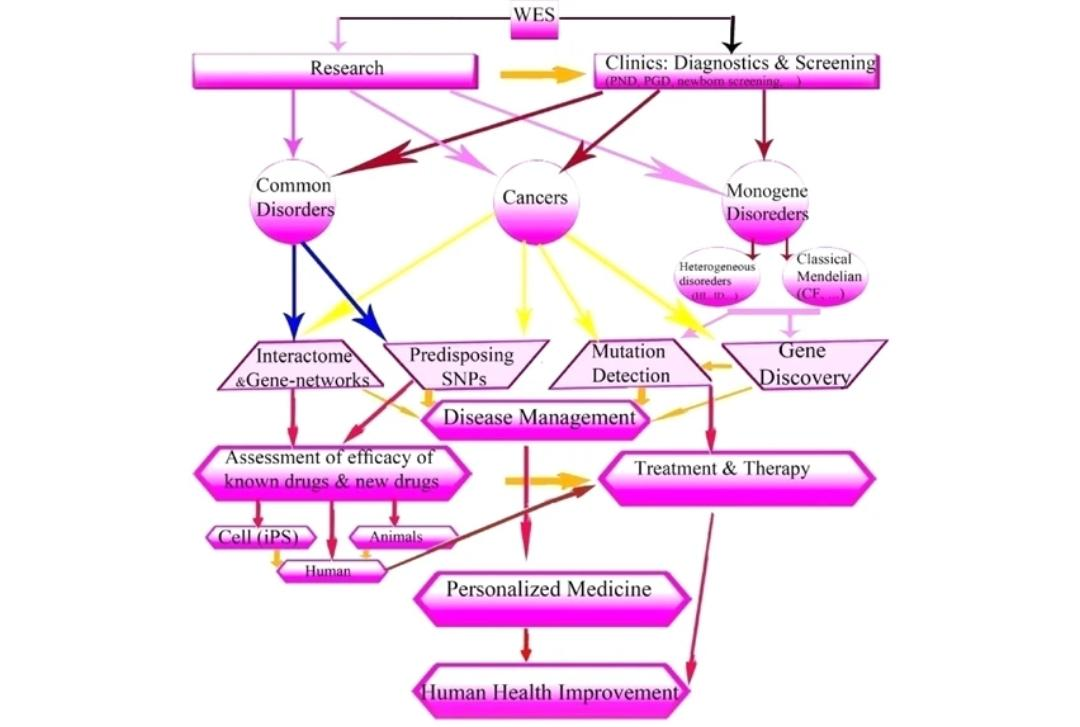 WES
Research
Clinics: Diagnostics & Screening
(PND, PGD, newborn screening, ...)
Common
Disorders
Cancers
Monogene
Disoreders
Heterogeneous
disoreders
(HL, ID...)
Classical
Mendelian
(CF, ...)
Interactome
&Gene-networks
Predisposing
SNPs
Mutation
Detection
Gene
Discovery
Disease Management
Assessment of efficacy of
known drugs & new drugs
Treatment & Therapy
Cell (iPS)
Animals
Human
Personalized Medicine
Human Health Improvement